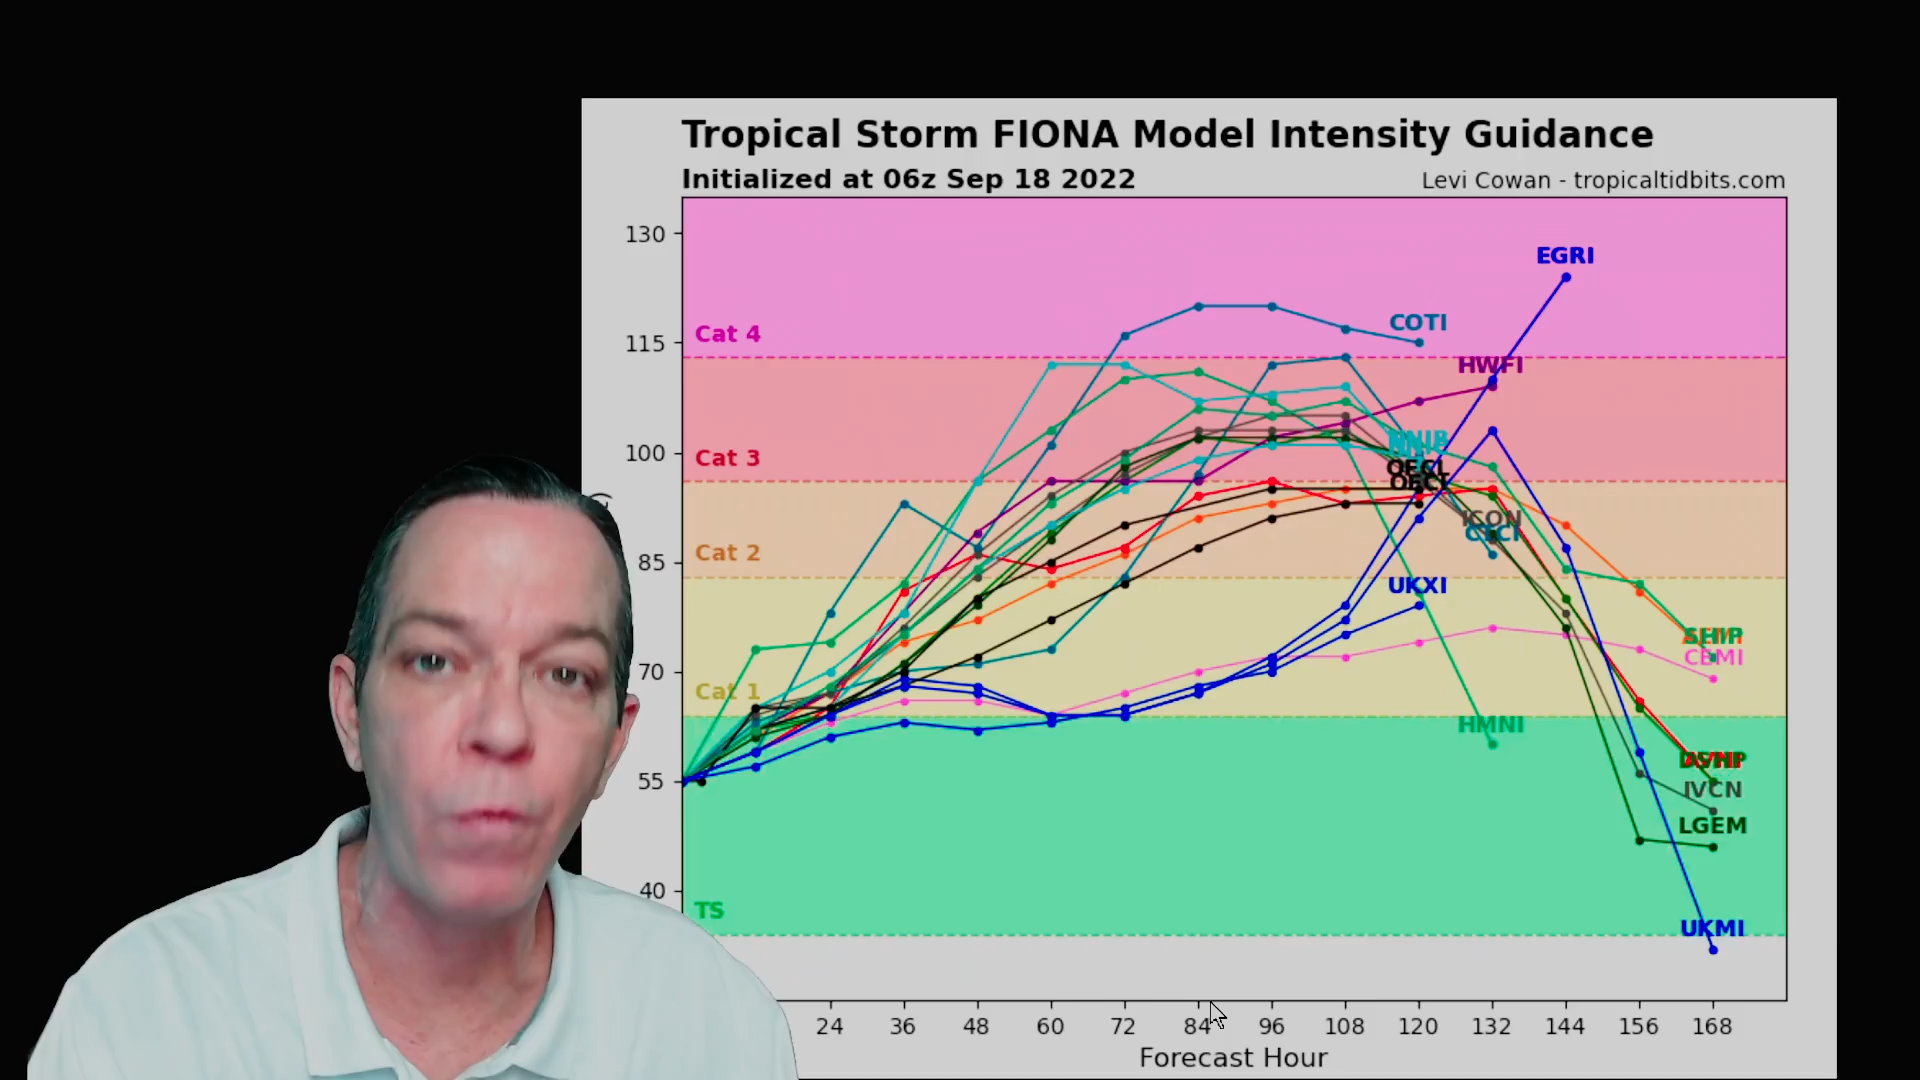 Tropical Storm FIONA Model Intensity Guidance
Initialized at 06z Sep 18 2022
Levi Cowan - tropicaltidbits.com
130
EGRI
COTI
Cat 4
115
HWFI
100
Cat 3
OFCI
Cat 2
ICON
85
UKXI
SHIP
CEMI
70
Cat 1
HMNI
55
IVCN
LGEM
40
TS
UKMI
24 36 48 60 72 84 96 108 120 132 144 156 168
Forecast Hour